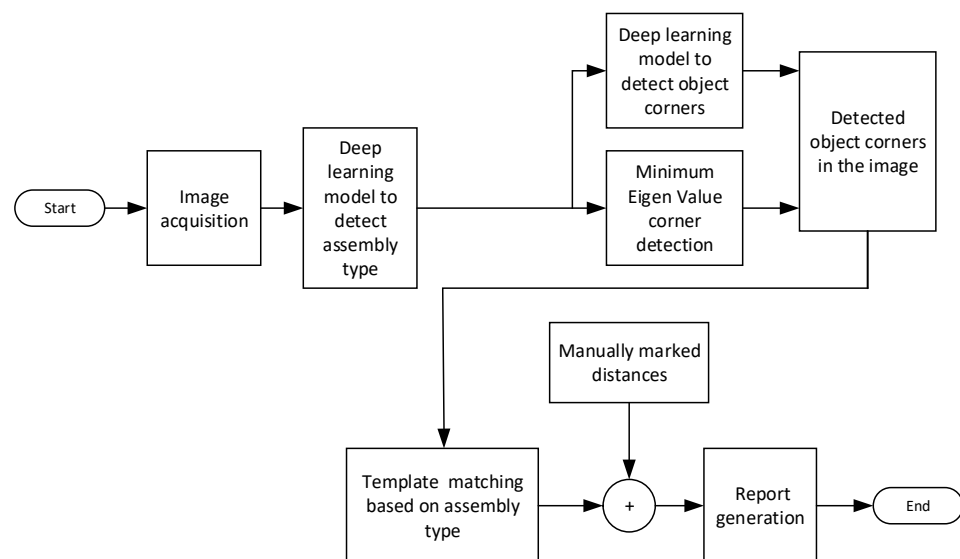 Start
Image
acquisition
Deep
learning
model to
detect
assembly
type
Deep learning
model to
detect object
corners
Minimum
Eigen Value
corner
detection
Detected
object corners
in the image
Manually marked
distances
Template matching
based on assembly
type
+
Report
generation
End